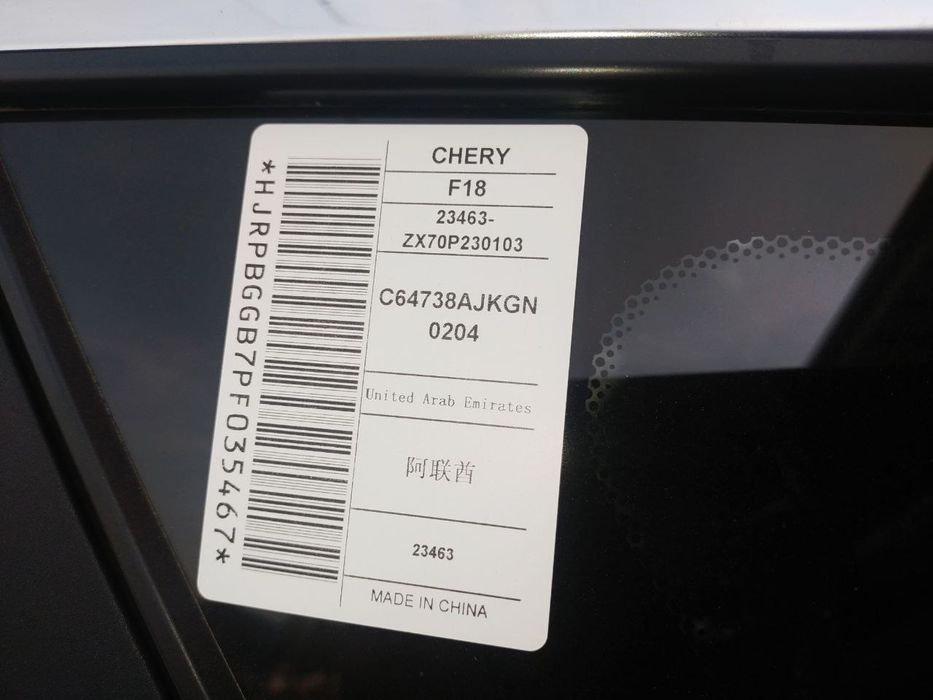 CHERY
F18
23463-
ZX70P230103
C64738AJKGN
0204
United Arab Emirates
阿联酋
23463
MADE IN CHINA
*HJRPBGGB7PF035467*